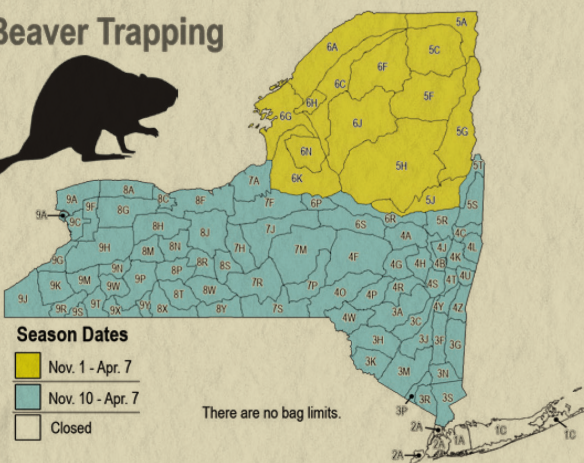 Beaver Trapping
5A
6A
5C
6F
6C
5F
6H
6G
6J
5G
6N
5H
6K
5T
7A
5J
9A
8A
8C
8F
7F
6P
5S
9F
8G
6R
5R
9A
9C
8H
8J
7J
6S
4A
4C
9H
8M
8N
7H
7M
4F
4J
4L
9G
8R
8S
4G
4H
4B
4K
9N
8P
9K
9M
9W
9P
7R
7P
4R
4S
4T
4U
9J
9T
8T
8W
4O
4P
9R
9S
9X
9Y
8X
8Y
7S
4W
3A
3C
4Y
4Z
Season Dates
3H
3J
3F
3G
Nov. 1 - Apr. 7
3K
3M
3N
Nov. 10 - Apr. 7
3P
3R
3S
Closed
There are no bag limits.
2A
2A
2A
1A
1C
1C